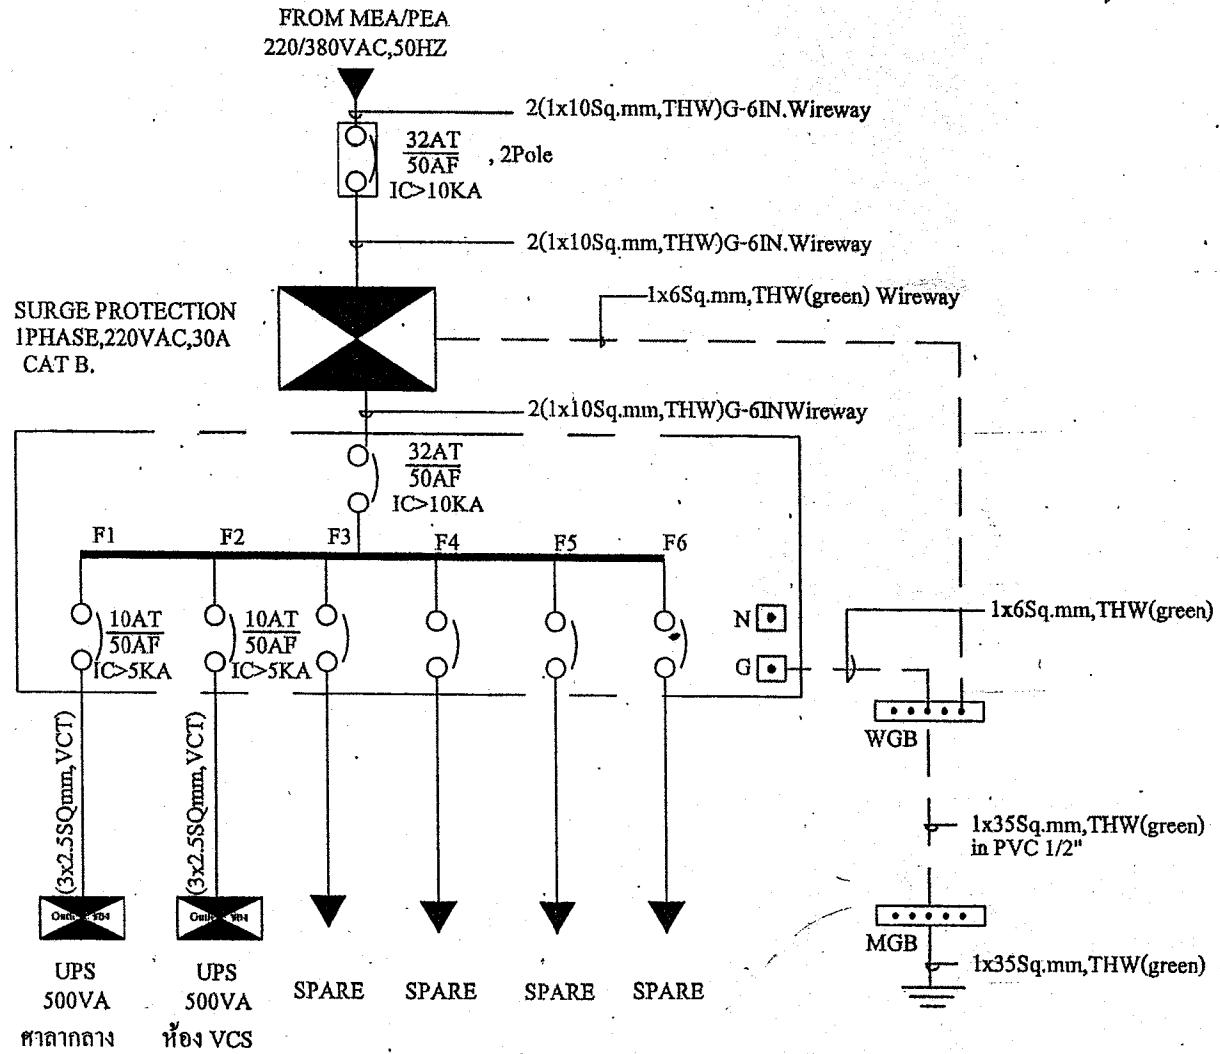 FROM MEA/PEA
220/380VAC,50HZ
2(1x10Sq.mm,THW)G-6IN.Wireway
32AT
50AF
, 2Pole
IC>10KA
2(1x10Sq.mm,THW)G-6IN.Wireway
1x6Sq.mm,THW(green) Wireway
SURGE PROTECTION
1PHASE,220VAC,30A
CAT B.
2(1x10Sq.mm,THW)G-6INWireway
32AT
50AF
IC>10KA
F1
F2
F3
F4
F5
F6
10AT
50AF
IC>5KA
10AT
50AF
IC>5KA
N
G
1x6Sq.mm,THW(green)
WGB
(3x2.5SQmm,VCT)
(3x2.5SQmm,VCT)
1x35Sq.mm,THW(green)
in PVC 1/2"
MGB
1x35Sq.mm,THW(green)
UPS
500VA
ศาลากลาง
UPS
500VA
ห้อง VCS
SPARE
SPARE
SPARE
SPARE